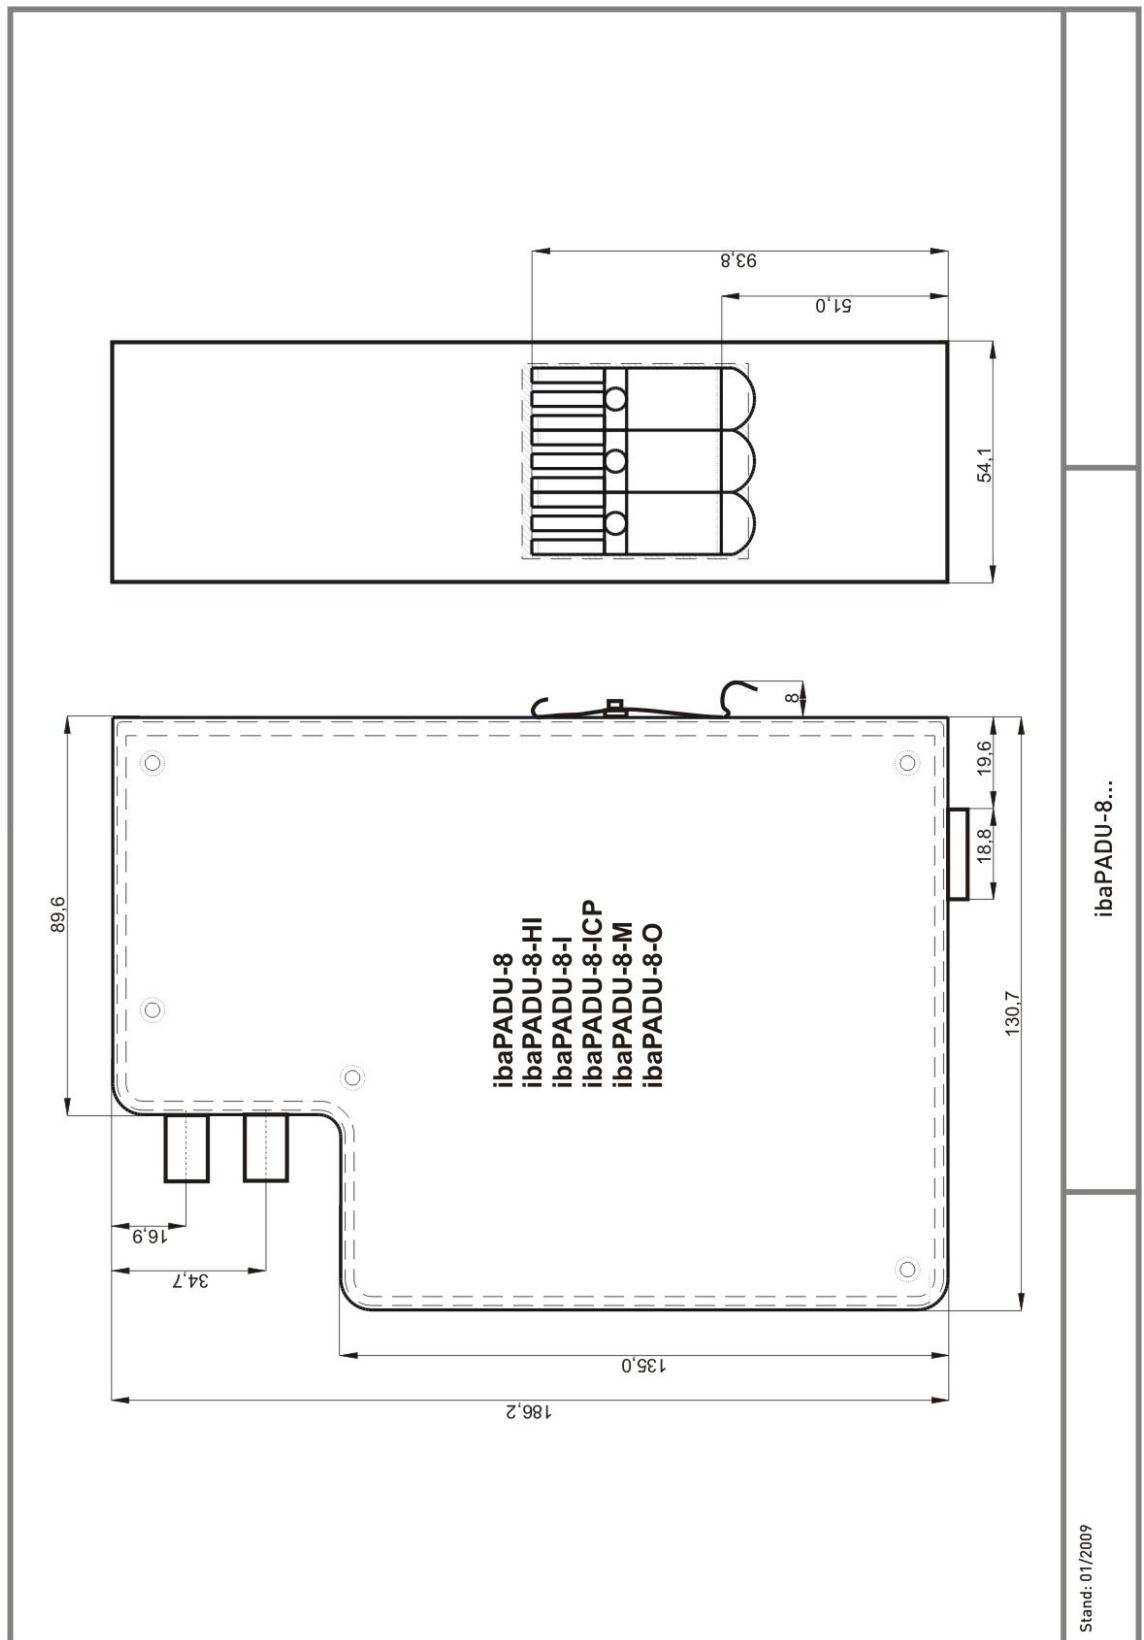 93,8
51,0
54,1
8
89,6
19,6
18,8
130,7
ibaPADU-8
ibaPADU-8-HI
ibaPADU-8-I
ibaPADU-8-ICP
ibaPADU-8-M
ibaPADU-8-O
16,9
34,7
135,0
186,2
ibaPADU-8...
Stand: 01/2009